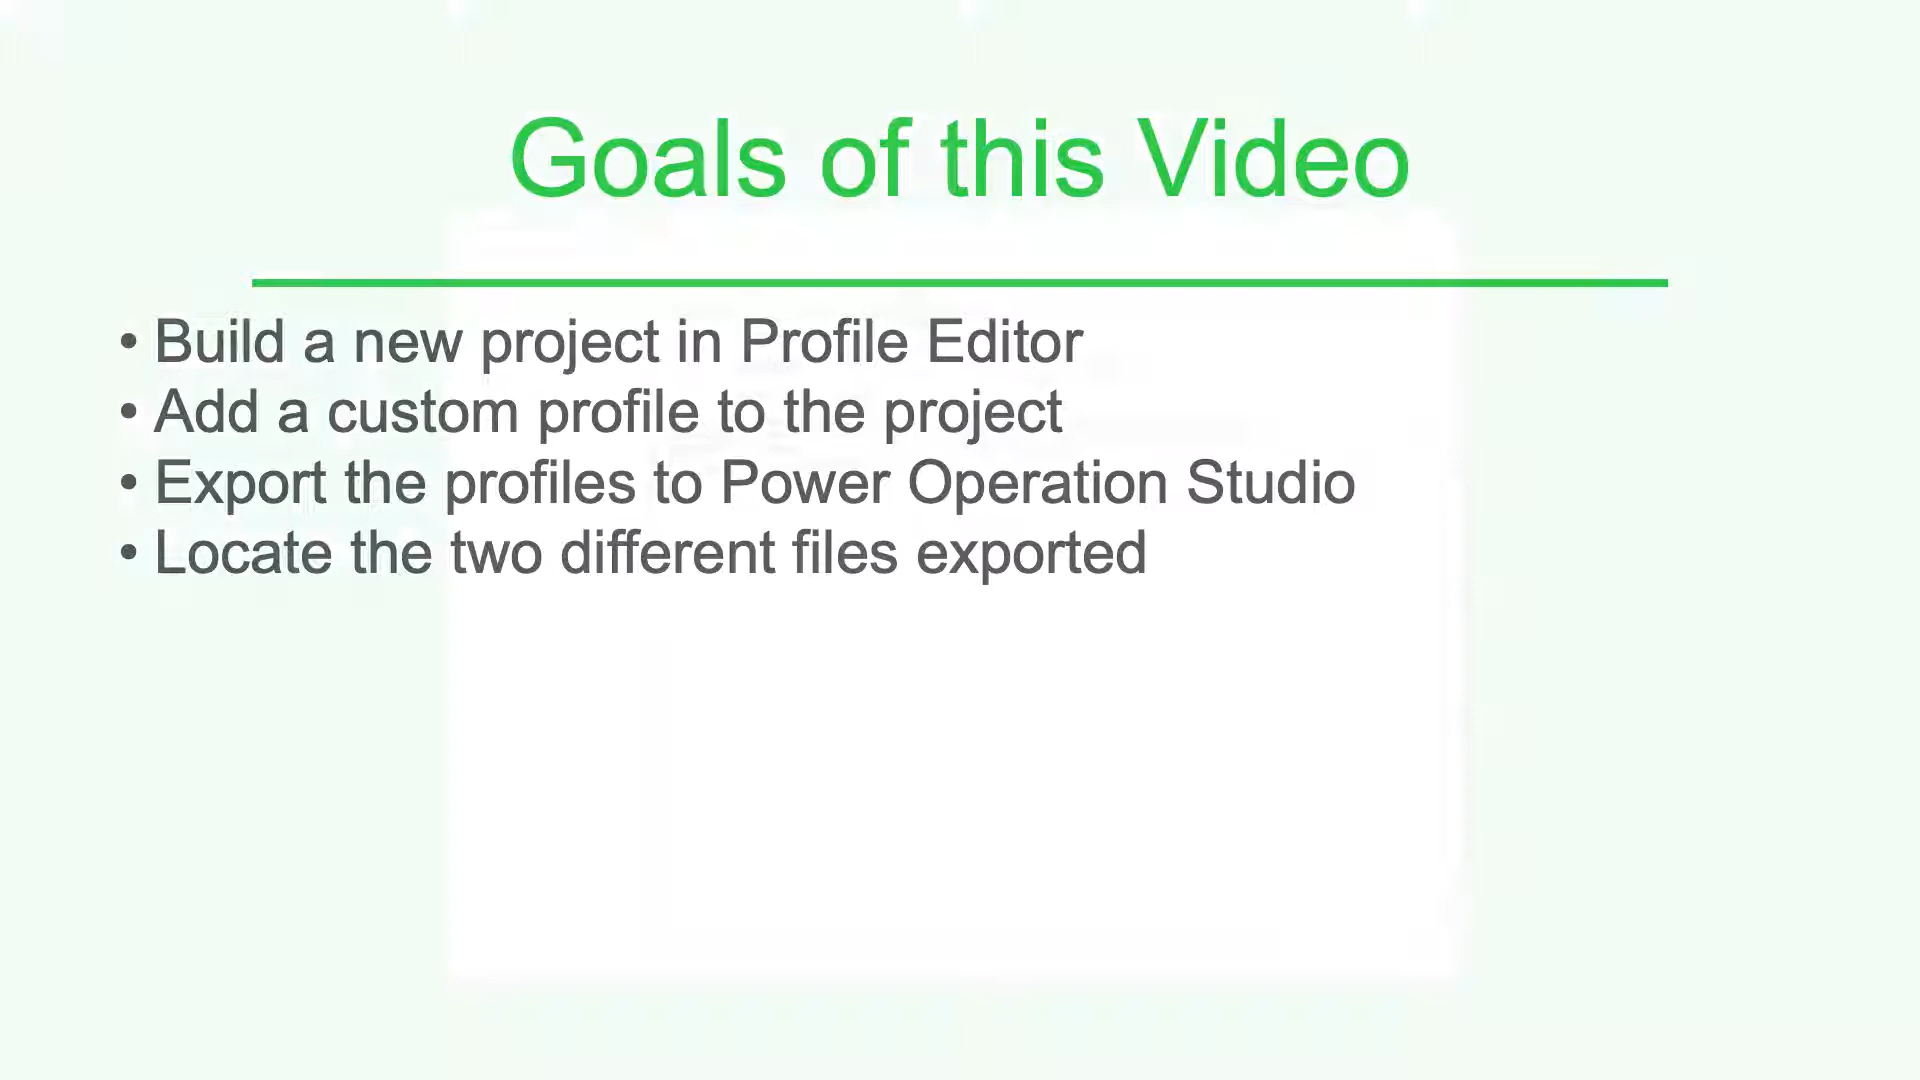 Goals of this Video
• Build a new project in Profile Editor
• Add a custom profile to the project
• Export the profiles to Power Operation Studio
• Locate the two different files exported